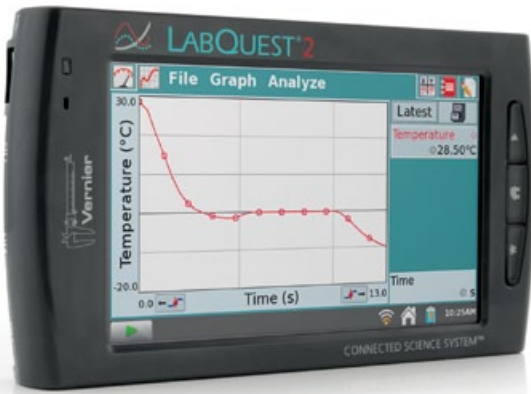 LABQUEST®2
File Graph Analyze
30.0
Temperature (°C)
-20.0
0.0
Time (s)
13.0
Latest
Temperature
28.50°C
Time
s
10:25AM
Vernier
CONNECTED SCIENCE SYSTEM™